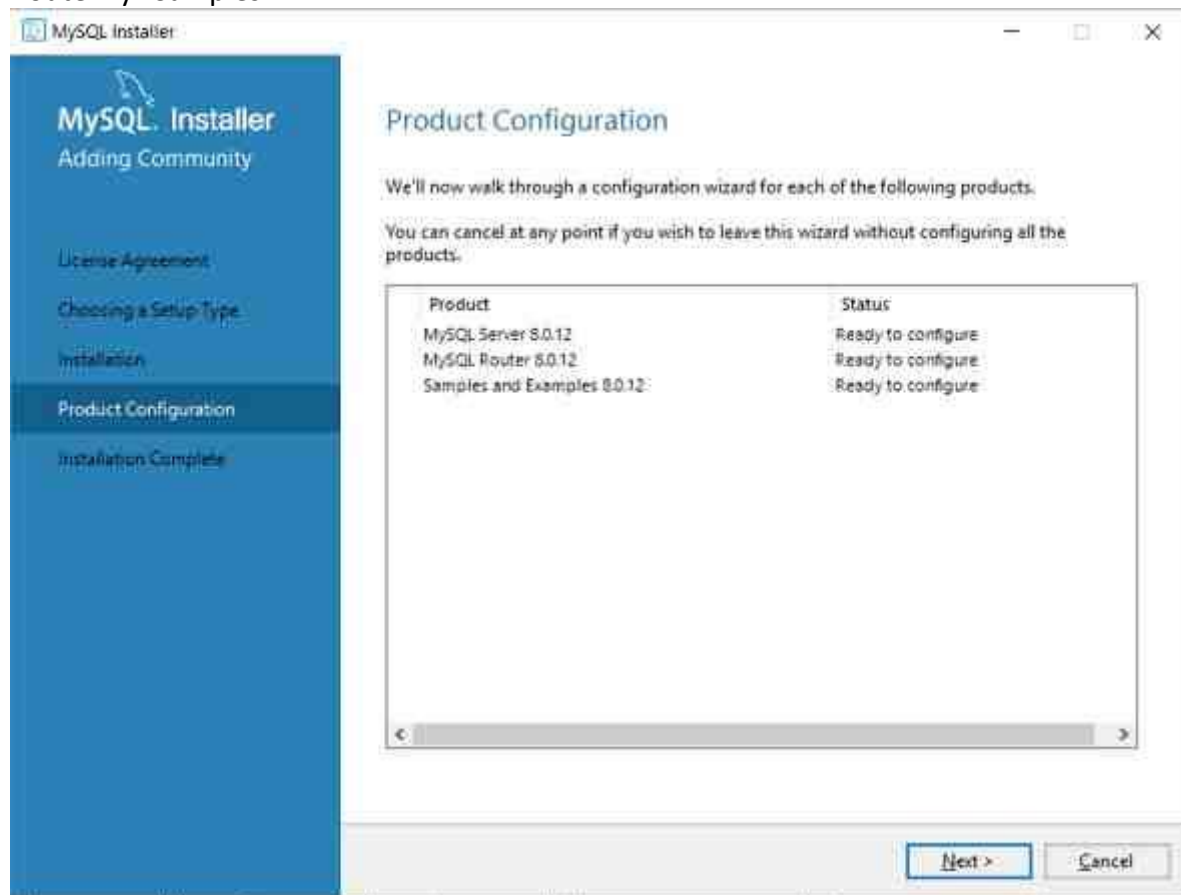 MySQL Installer
MySQL. Installer
Adding Community
License Agreement
Choosing a Setup Type
Installation
Product Configuration
Installation Complete
Product Configuration
We'll now walk through a configuration wizard for each of the following products.
You can cancel at any point if you wish to leave this wizard without configuring all the
products.
Product Status
MySQL Server 8.0.12 Ready to configure
MySQL Router 8.0.12 Ready to configure
Samples and Examples 8.0.12 Ready to configure
Next >
Cancel